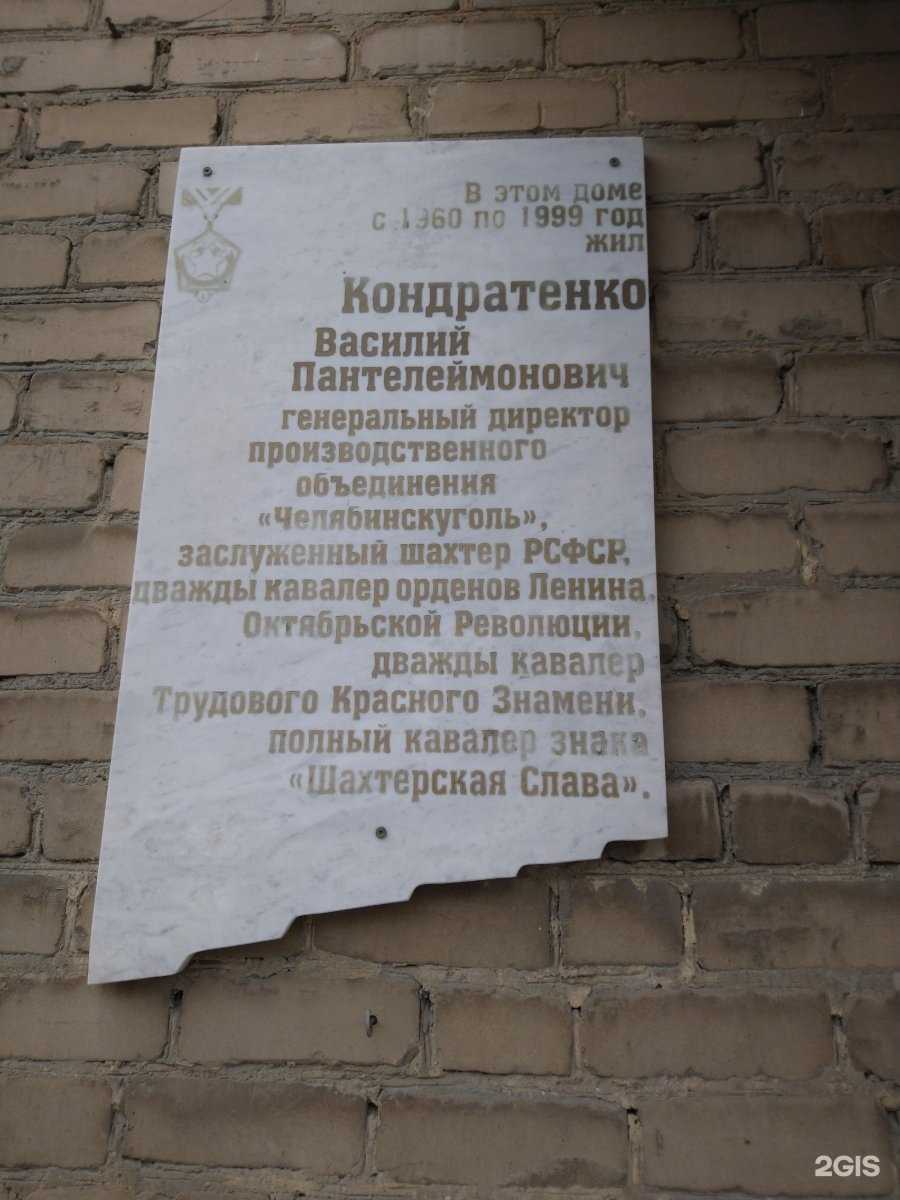 В этом доме
с 1960 по 1999 год
жил
Кондратенко
Василий
Пантелеймонович
генеральный директор
производственного
объединения
«Челябинскуголь»,
заслуженный шахтер РСФСР,
дважды кавалер орденов Ленина,
Октябрьской Революции,
дважды кавалер
Трудового Красного Знамени,
полный кавалер знака
«Шахтерская Слава».
2GIS